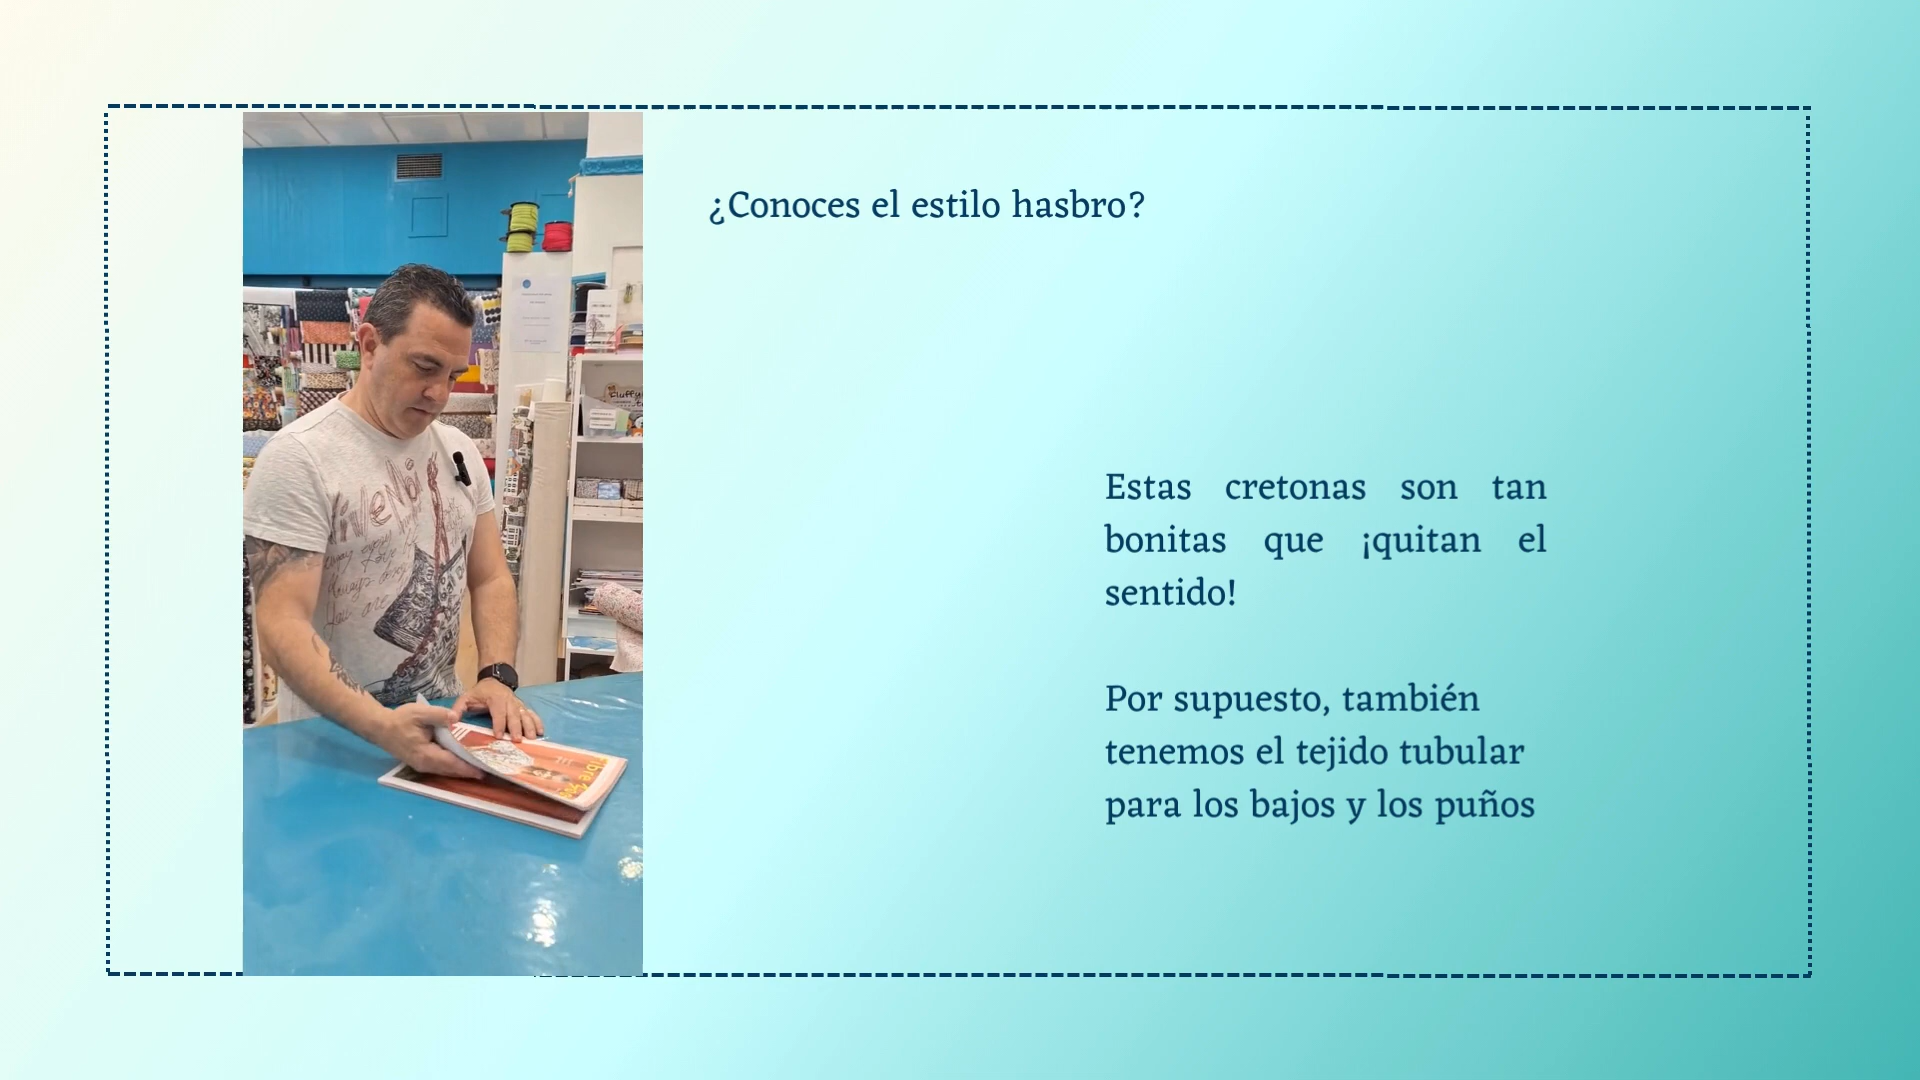 ¿Conoces el estilo hasbro?
Estas cretonas son tan
bonitas que ¡quitan el
sentido!
Por supuesto, también
tenemos el tejido tubular
para los bajos y los puños